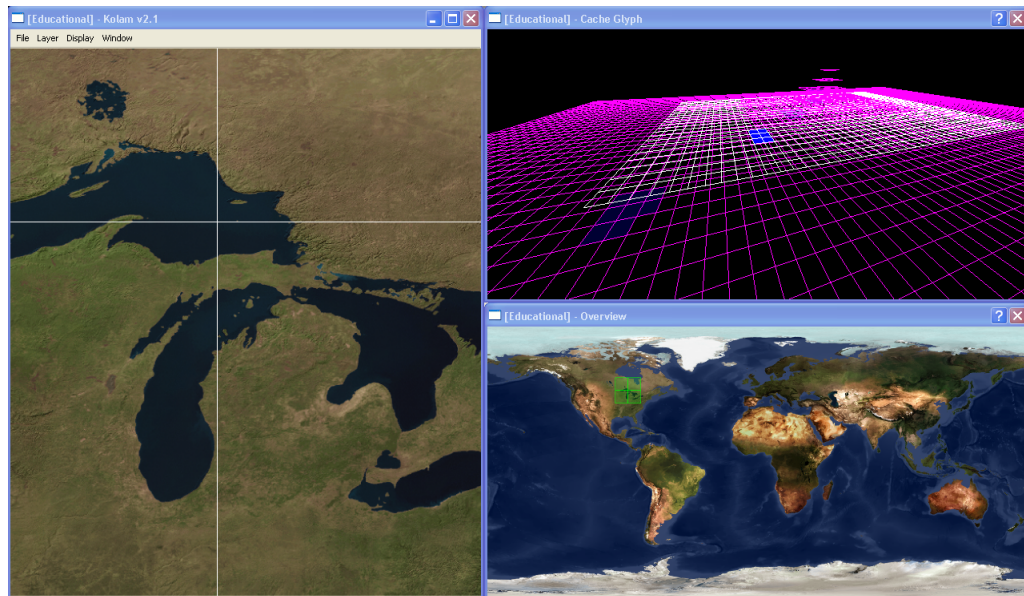 [Educational] - Kolam v2.1
File Layer Display Window
[Educational] - Cache Glyph
[Educational] - Overview